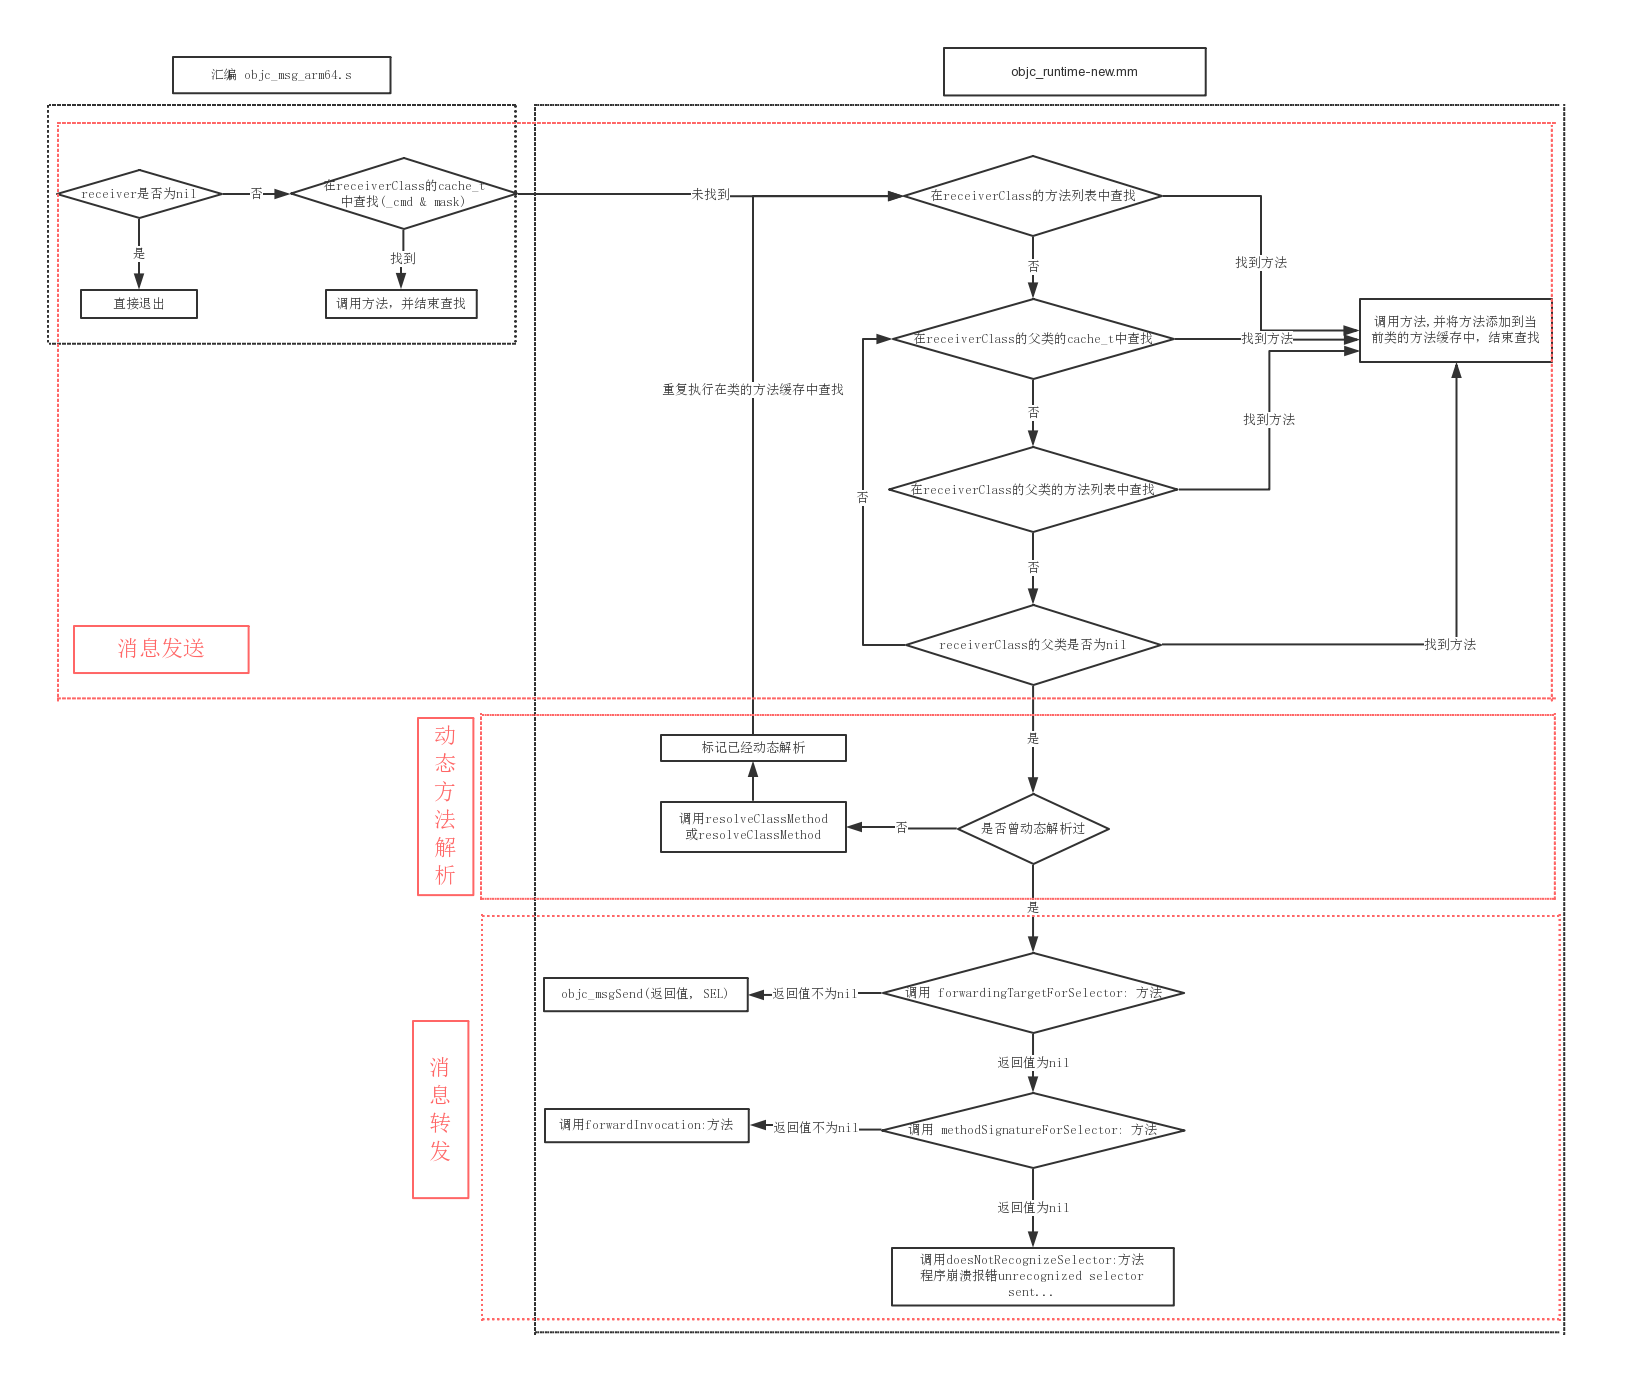 汇编 objc_msg_arm64.s
objc_runtime-new.mm
receiver是否为nil
否
在receiverClass的cache_t
中查找(_cmd & mask)
未找到
在receiverClass的方法列表中查找
是
找到
否
找到方法
直接退出
调用方法，并结束查找
调用方法,并将方法添加到当
前类的方法缓存中，结束查找
在receiverClass的父类的cache_t中查找
找到方法
重复执行在类的方法缓存中查找
否
找到方法
在receiverClass的父类的方法列表中查找
否
否
消息发送
receiverClass的父类是否为nil
找到方法
动
态
方
法
解
析
标记已经动态解析
是
调用resolveClassMethod
或resolveClassMethod
否
是否曾动态解析过
是
objc_msgSend(返回值, SEL)
返回值不为nil
调用 forwardingTargetForSelector: 方法
消
息
转
发
返回值为nil
调用forwardInvocation:方法
返回值不为nil
调用 methodSignatureForSelector: 方法
返回值为nil
调用doesNotRecognizeSelector:方法
程序崩溃报错unrecognized selector
sent...